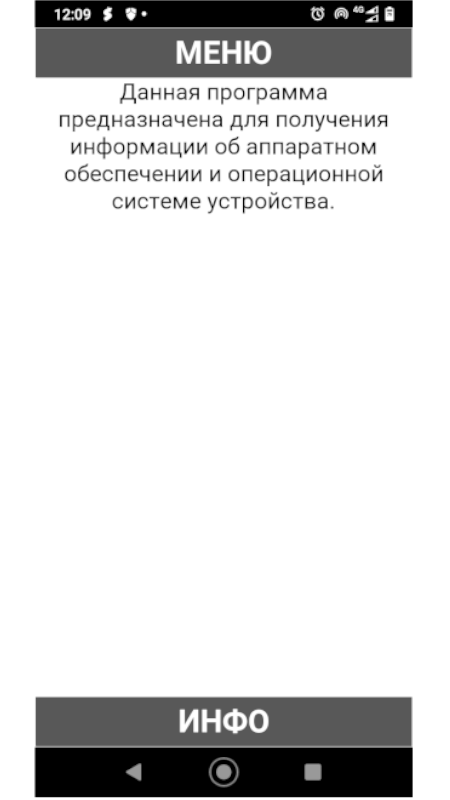 12:09
4G
МЕНЮ
Данная программа
предназначена для получения
информации об аппаратном
обеспечении и операционной
системе устройства.
ИНФО